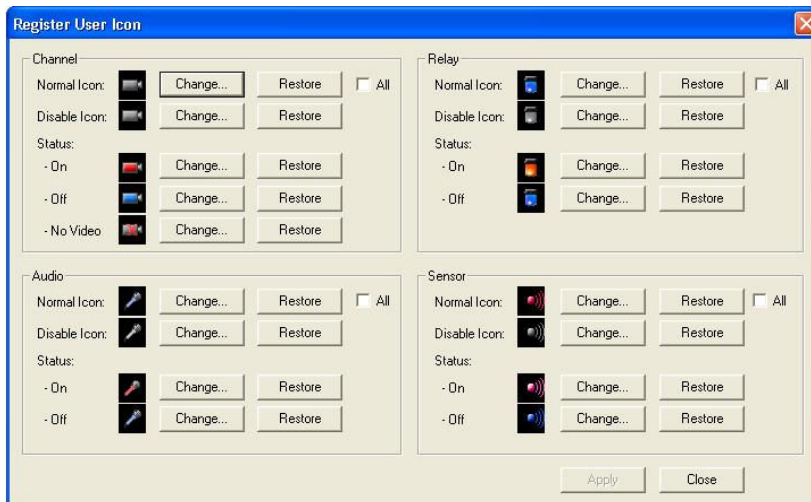 Register User Icon
Channel
Normal Icon: Change... Restore All
Disable Icon: Change... Restore
Status:
- On Change... Restore
- Off Change... Restore
- No Video Change... Restore
Relay
Normal Icon: Change... Restore All
Disable Icon: Change... Restore
Status:
- On Change... Restore
- Off Change... Restore
Audio
Normal Icon: Change... Restore All
Disable Icon: Change... Restore
Status:
- On Change... Restore
- Off Change... Restore
Sensor
Normal Icon: Change... Restore All
Disable Icon: Change... Restore
Status:
- On Change... Restore
- Off Change... Restore
Apply Close